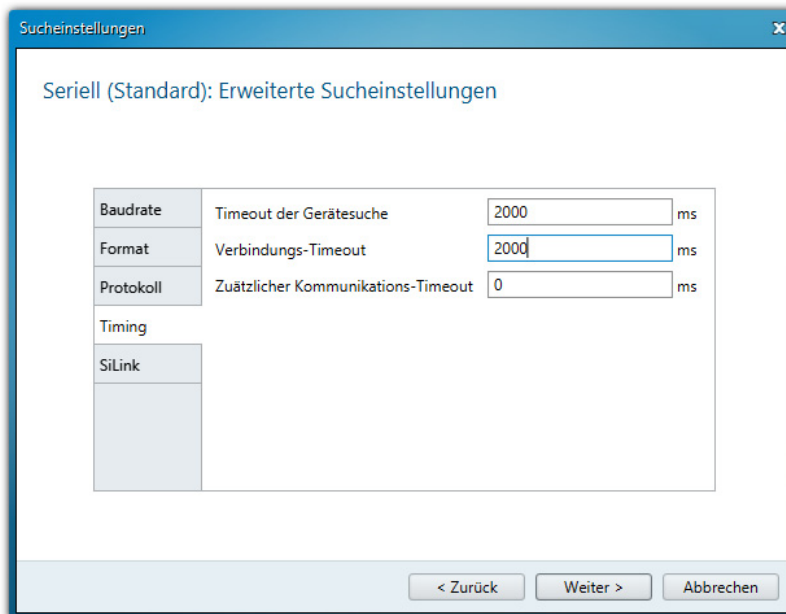 Sucheinstellungen
Seriell (Standard): Erweiterte Sucheinstellungen
Baudrate
Format
Protokoll
Timing
SiLink
Timeout der Gerätesuche 2000 ms
Verbindungs-Timeout 2000 ms
Zuätzlicher Kommunikations-Timeout 0 ms
< Zurück Weiter > Abbrechen